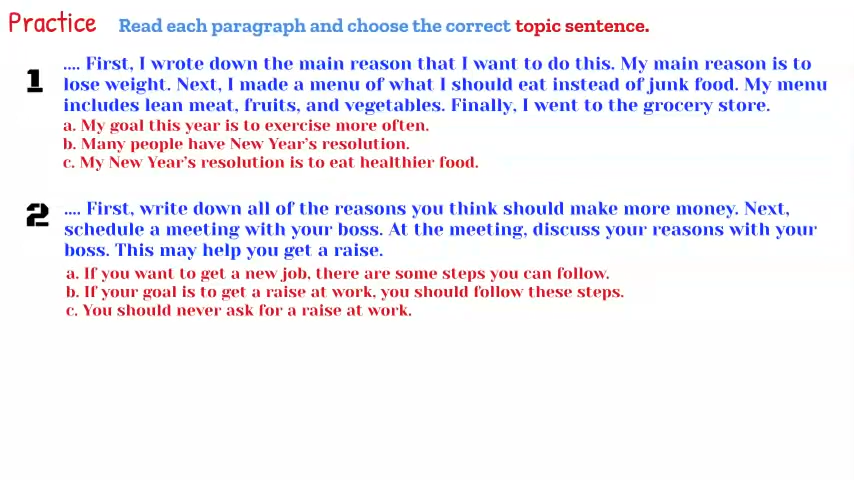 Practice Read each paragraph and choose the correct topic sentence.
1 .... First, I wrote down the main reason that I want to do this. My main reason is to
lose weight. Next, I made a menu of what I should eat instead of junk food. My menu
includes lean meat, fruits, and vegetables. Finally, I went to the grocery store.
a. My goal this year is to exercise more often.
b. Many people have New Year's resolution.
c. My New Year's resolution is to eat healthier food.
2 .... First, write down all of the reasons you think should make more money. Next,
schedule a meeting with your boss. At the meeting, discuss your reasons with your
boss. This may help you get a raise.
a. If you want to get a new job, there are some steps you can follow.
b. If your goal is to get a raise at work, you should follow these steps.
c. You should never ask for a raise at work.